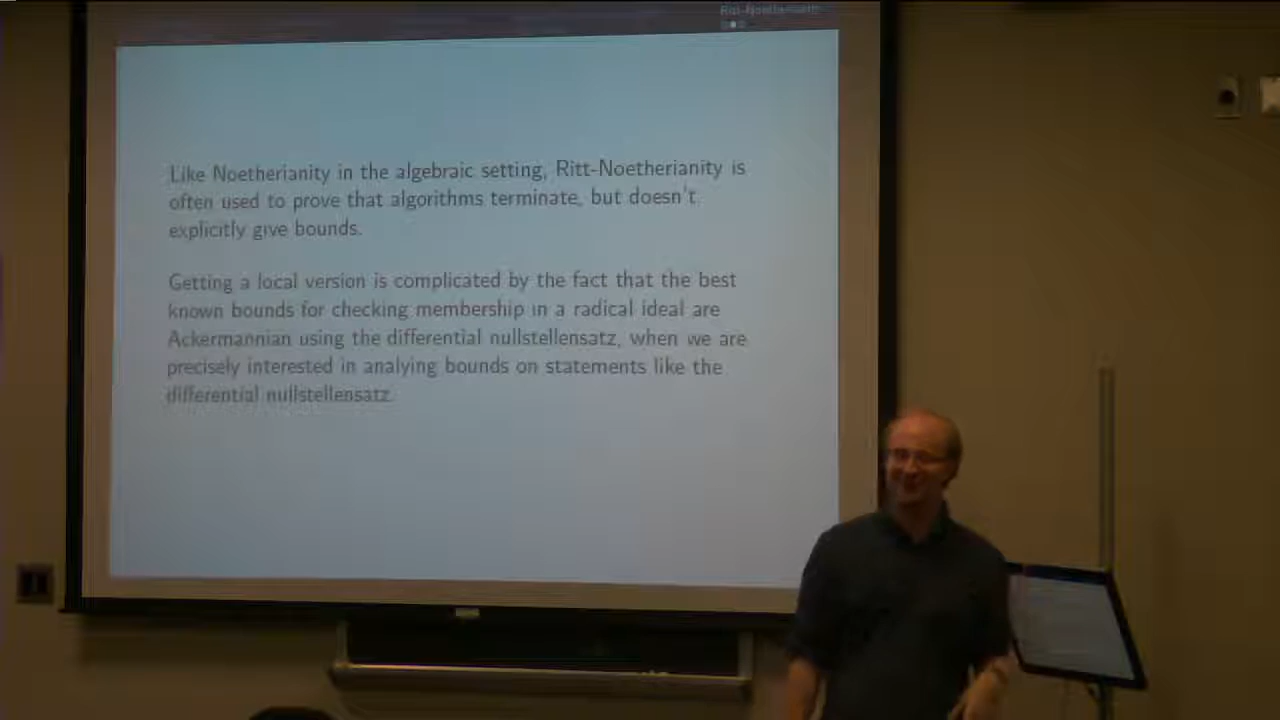 Ritt-Noetherianity
Like Noetherianity in the algebraic setting, Ritt-Noetherianity is
often used to prove that algorithms terminate, but doesn't
explicitly give bounds.
Getting a local version is complicated by the fact that the best
known bounds for checking membership in a radical ideal are
Ackermannian using the differential nullstellensatz, when we are
precisely interested in analying bounds on statements like the
differential nullstellensatz.